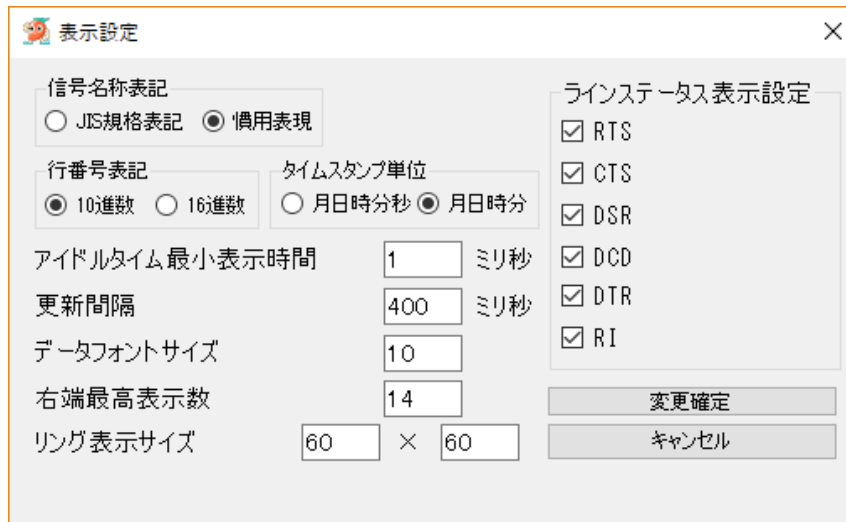 表示設定
信号名称表記
JIS規格表記 慣用表現
行番号表記
10進数 16進数
タイムスタンプ単位
月日時分秒 月日時分
アイドルタイム最小表示時間 1 ミリ秒
更新間隔 400 ミリ秒
データフォントサイズ 10
右端最高表示数 14
リング表示サイズ 60 × 60
ラインステータス表示設定
RTS
CTS
DSR
DCD
DTR
RI
変更確定
キャンセル